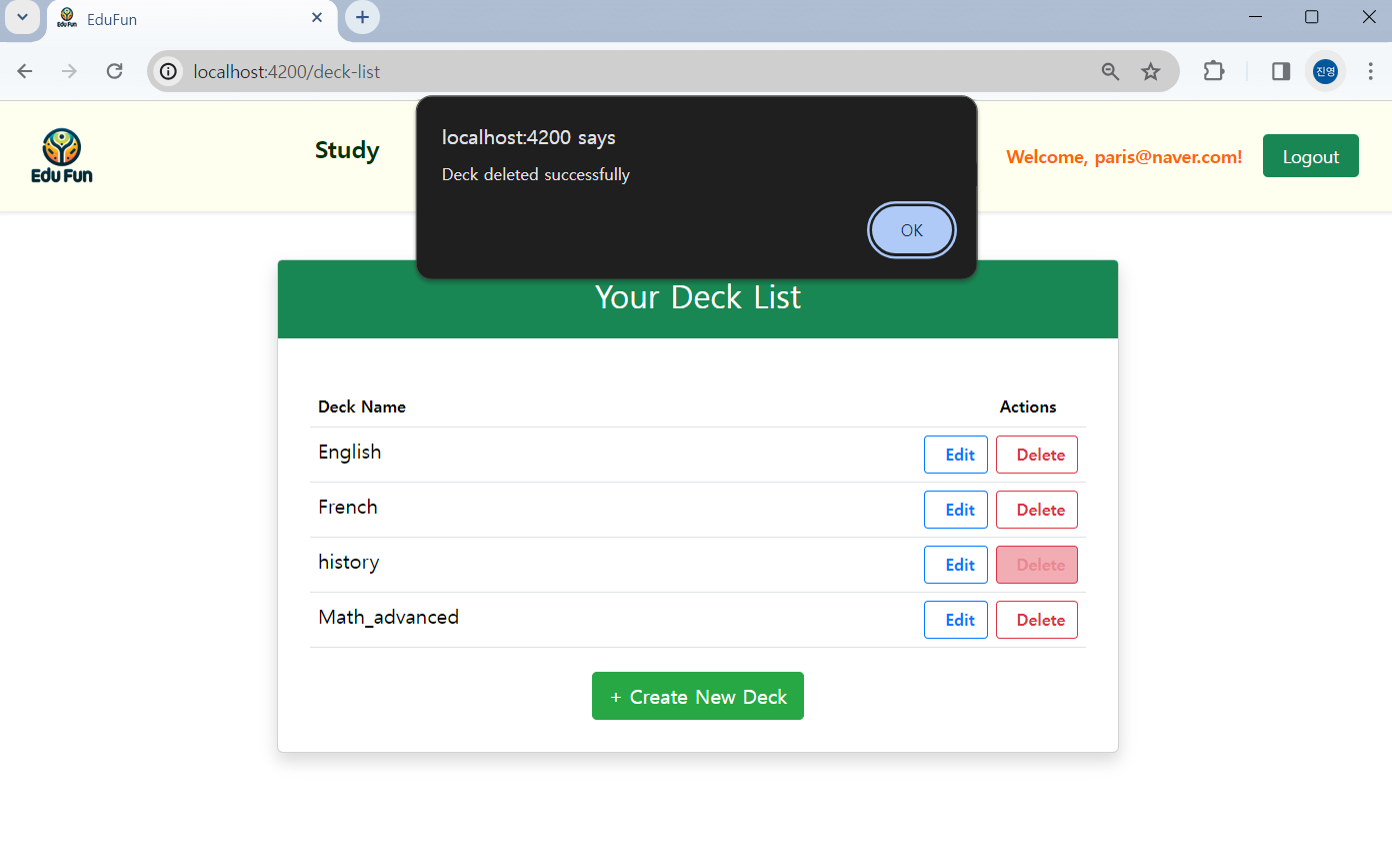 EduFun
localhost:4200/deck-list
진영
Edu Fun
Study
localhost:4200 says
Deck deleted successfully
OK
Welcome, paris@naver.com!
Logout
Your Deck List
Deck Name Actions
English Edit Delete
French Edit Delete
history Edit Delete
Math_advanced Edit Delete
+ Create New Deck